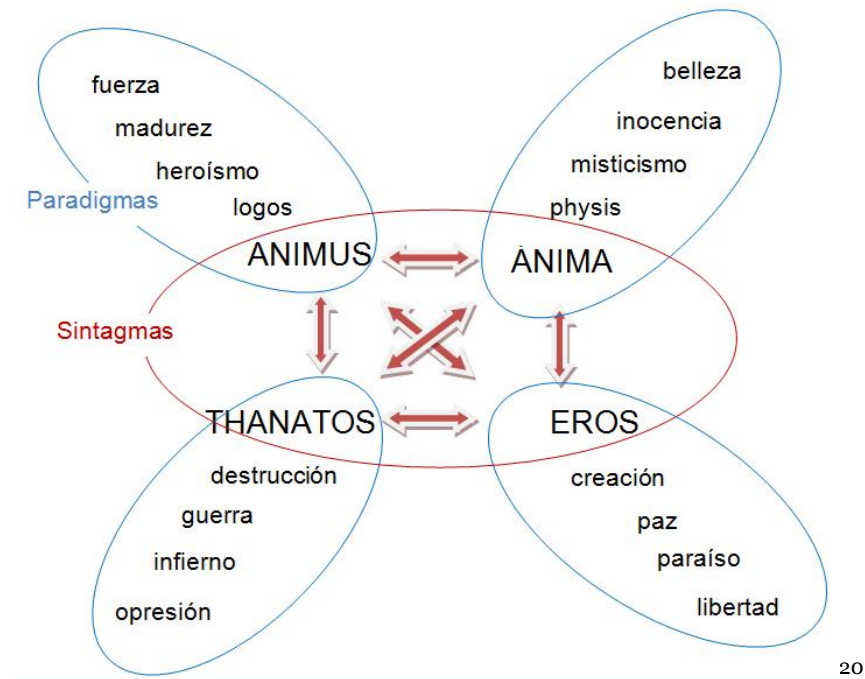 fuerza
madurez
heroísmo
logos
ANIMUS
belleza
inocencia
misticismo
physis
ÁNIMA
Paradigmas
Sintagmas
THANATOS
destrucción
guerra
infierno
opresión
EROS
creación
paz
paraíso
libertad
20